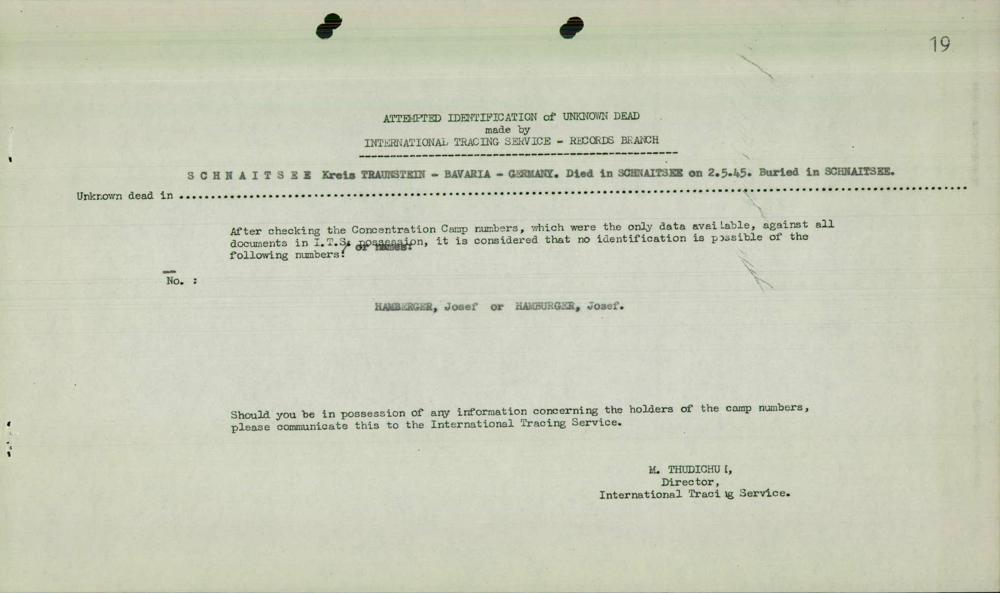 19
ATTEMPTED IDENTIFICATION of UNKNOWN DEAD
made by
INTERNATIONAL TRACING SERVICE - RECORDS BRANCH
S C H N A I T S E E Kreis TRAUNSTEIN - BAVARIA - GERMANY. Died in SCHNAITSEE on 2.5.45. Buried in SCHNAITSEE.
Unknown dead in
After checking the Concentration Camp numbers, which were the only data available, against all
documents in I.T.S. possession, it is considered that no identification is possible of the
or names:
following numbers:
No. :
HAMBERGER, Josef or HAMBURGER, Josef.
Should you be in possession of any information concerning the holders of the camp numbers,
please communicate this to the International Tracing Service.
M. THUDICHUM,
Director,
International Tracing Service.